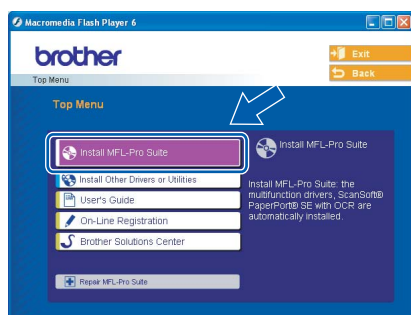 Macromedia Flash Player 6
brother
Exit
Back
Top Menu
Top Menu
Install MFL-Pro Suite
Install Other Drivers or Utilities
User's Guide
On-Line Registration
Brother Solutions Center
Repair MFL-Pro Suite
Install MFL-Pro Suite
Install MFL-Pro Suite: the
multifunction drivers, ScanSoft®
PaperPort® SE with OCR are
automatically installed.